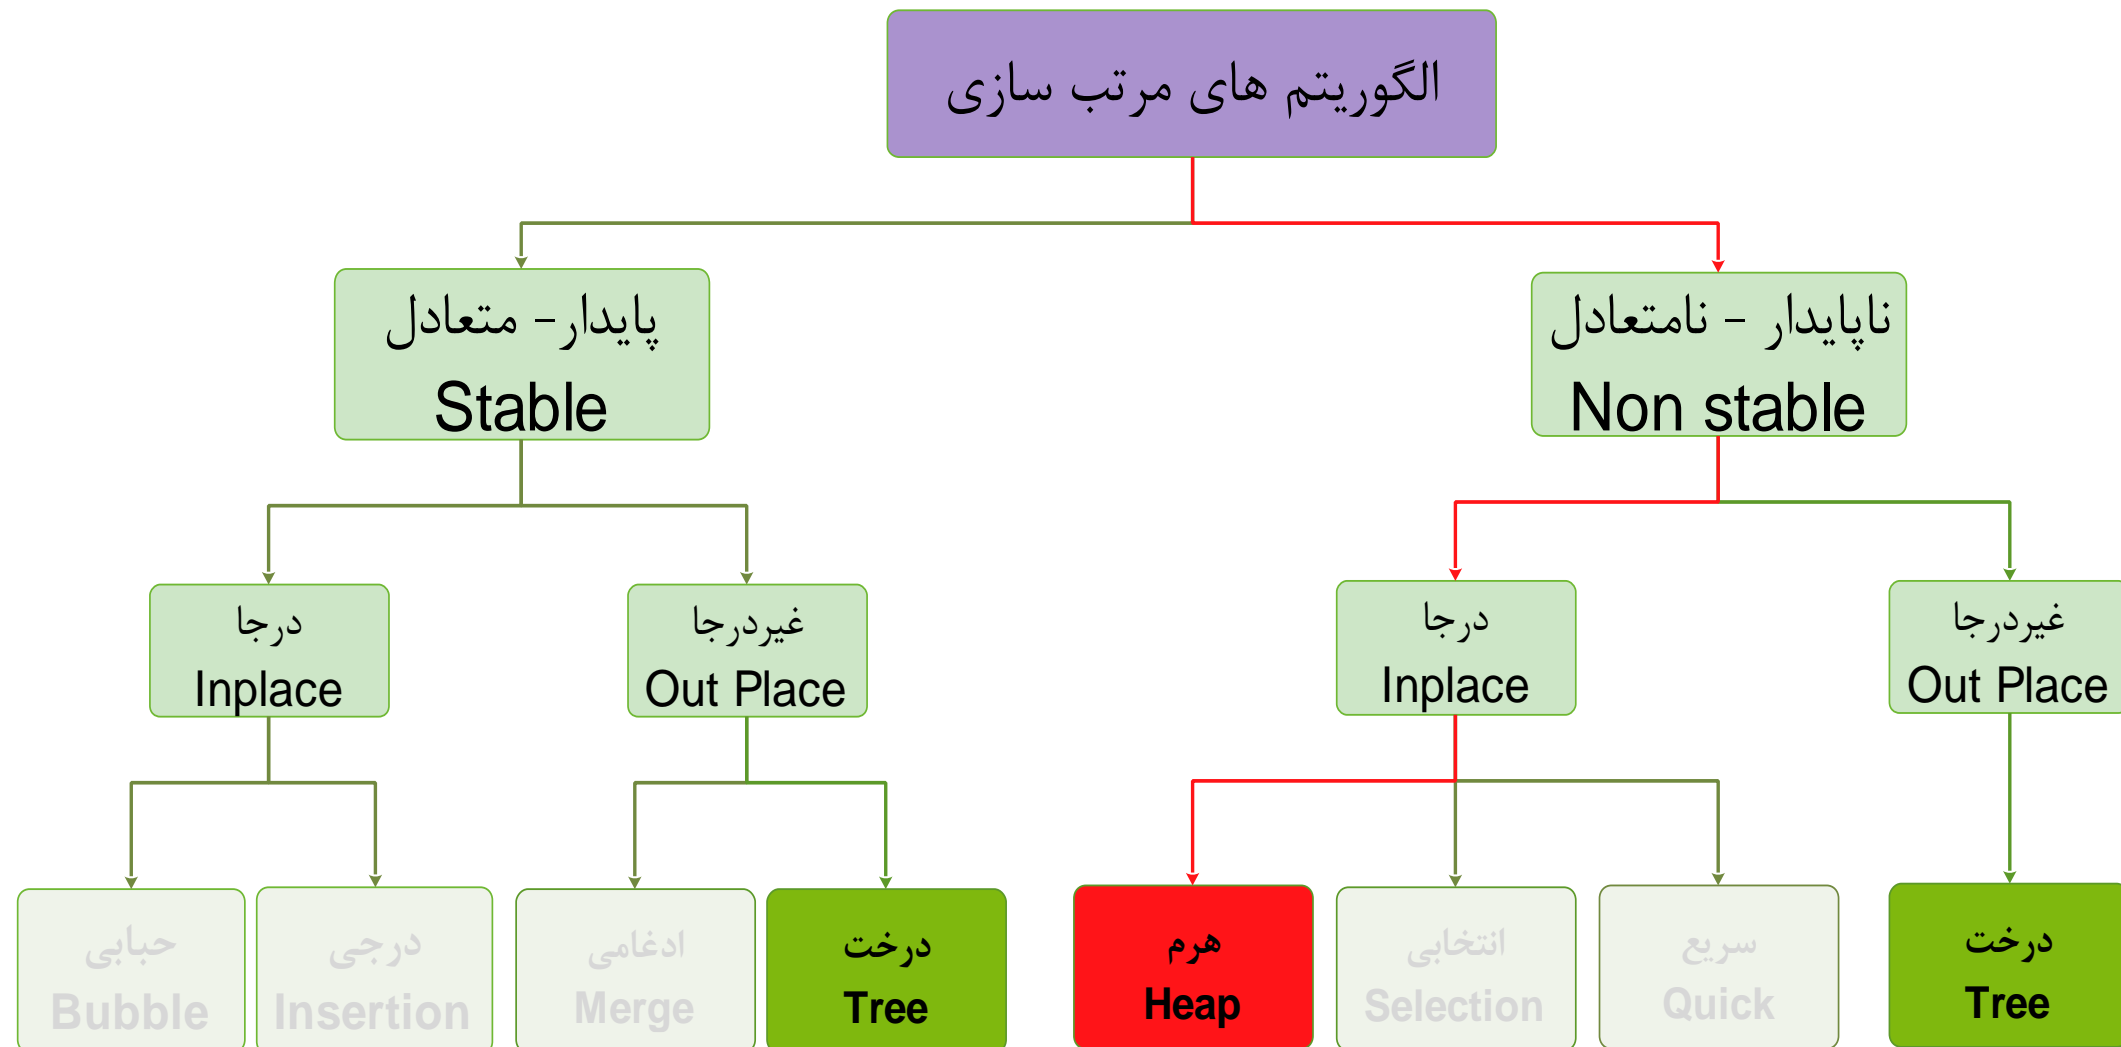 الگوریتم های مرتب سازی
پایدار- متعادل
Stable
ناپایدار - نامتعادل
Non stable
درجا
Inplace
غیردرجا
Out Place
درجا
Inplace
غیردرجا
Out Place
حبابی
Bubble
درجی
Insertion
ادغامی
Merge
درخت
Tree
هرم
Heap
انتخابی
Selection
سریع
Quick
درخت
Tree